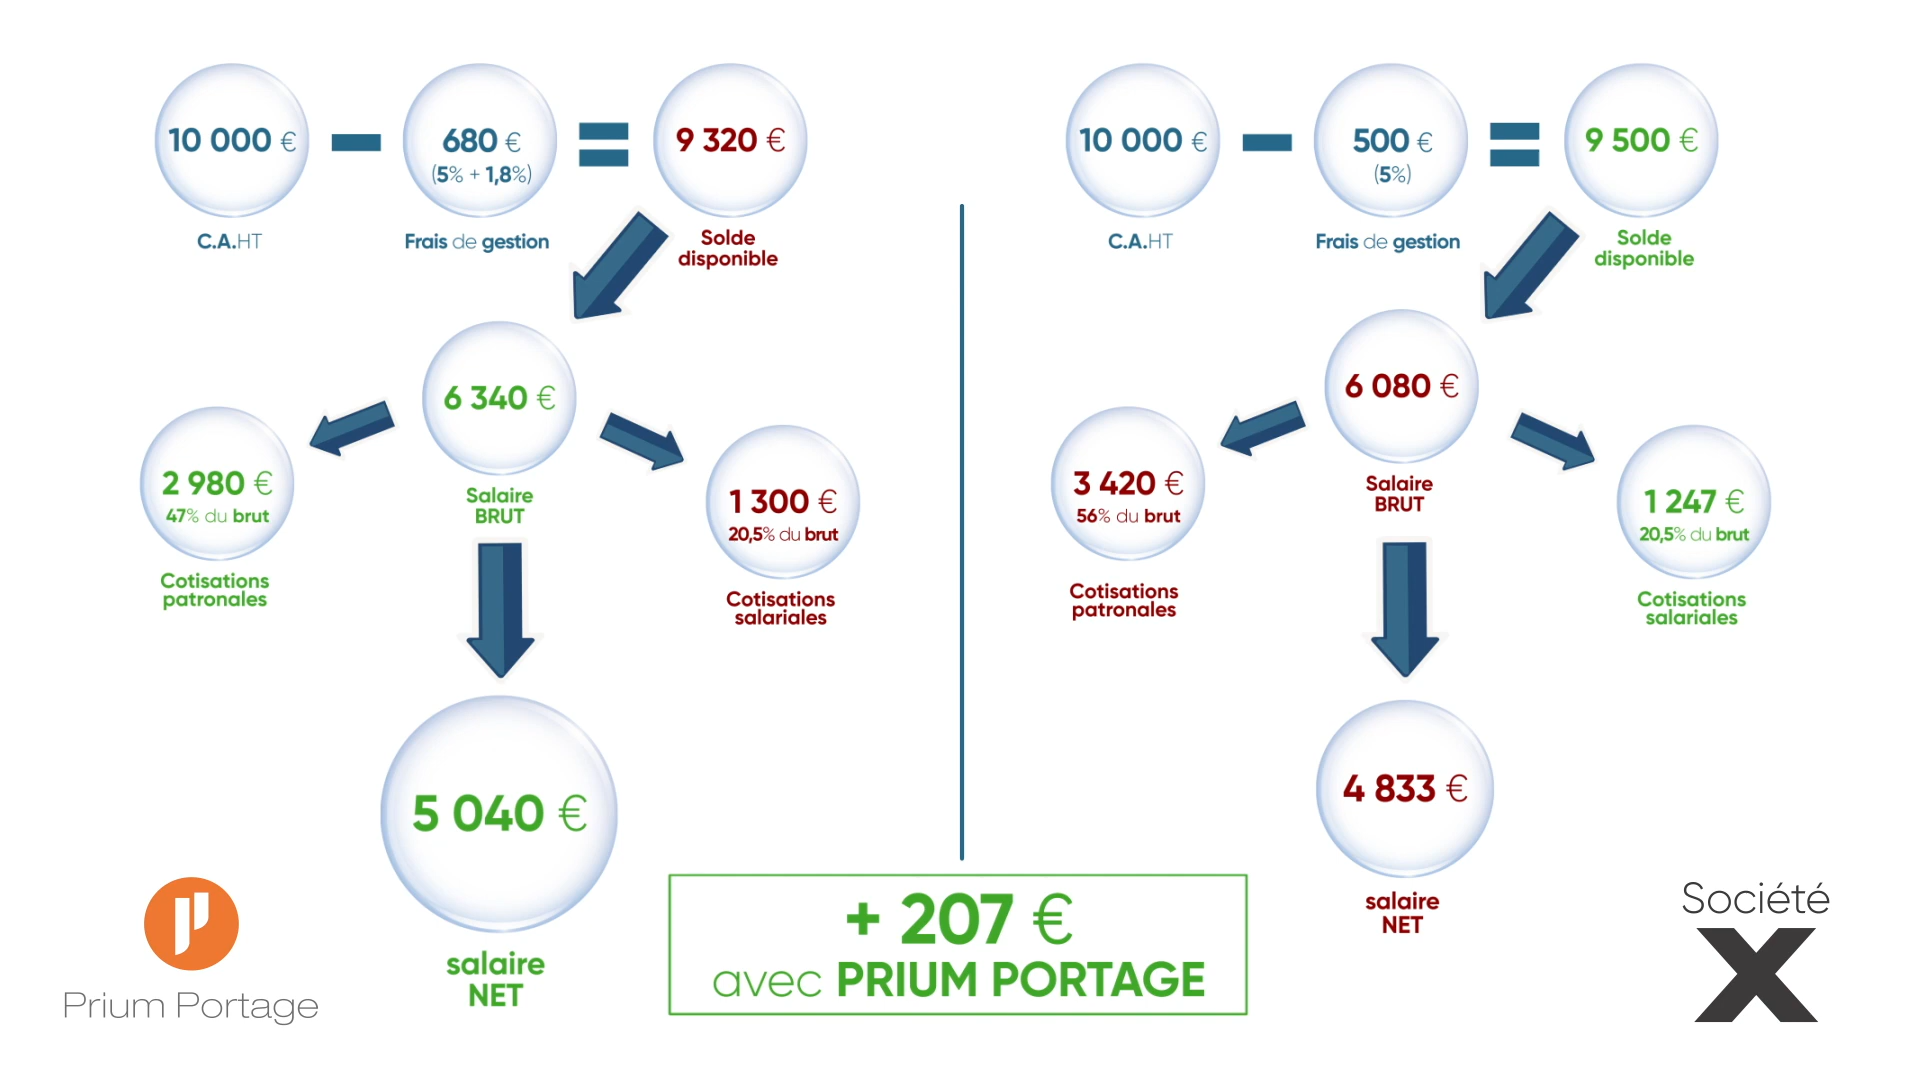 10 000 €
C.A.HT
680 €
(5% + 1,8%)
Frais de gestion
9 320 €
Solde
disponible
6 340 €
Salaire
BRUT
2 980 €
47% du brut
Cotisations
patronales
1 300 €
20,5% du brut
Cotisations
salariales
5 040 €
salaire
NET
Prium Portage
10 000 €
C.A.HT
500 €
(5%)
Frais de gestion
9 500 €
Solde
disponible
6 080 €
Salaire
BRUT
3 420 €
56% du brut
Cotisations
patronales
1 247 €
20,5% du brut
Cotisations
salariales
4 833 €
salaire
NET
Société
X
+ 207 €
avec PRIUM PORTAGE